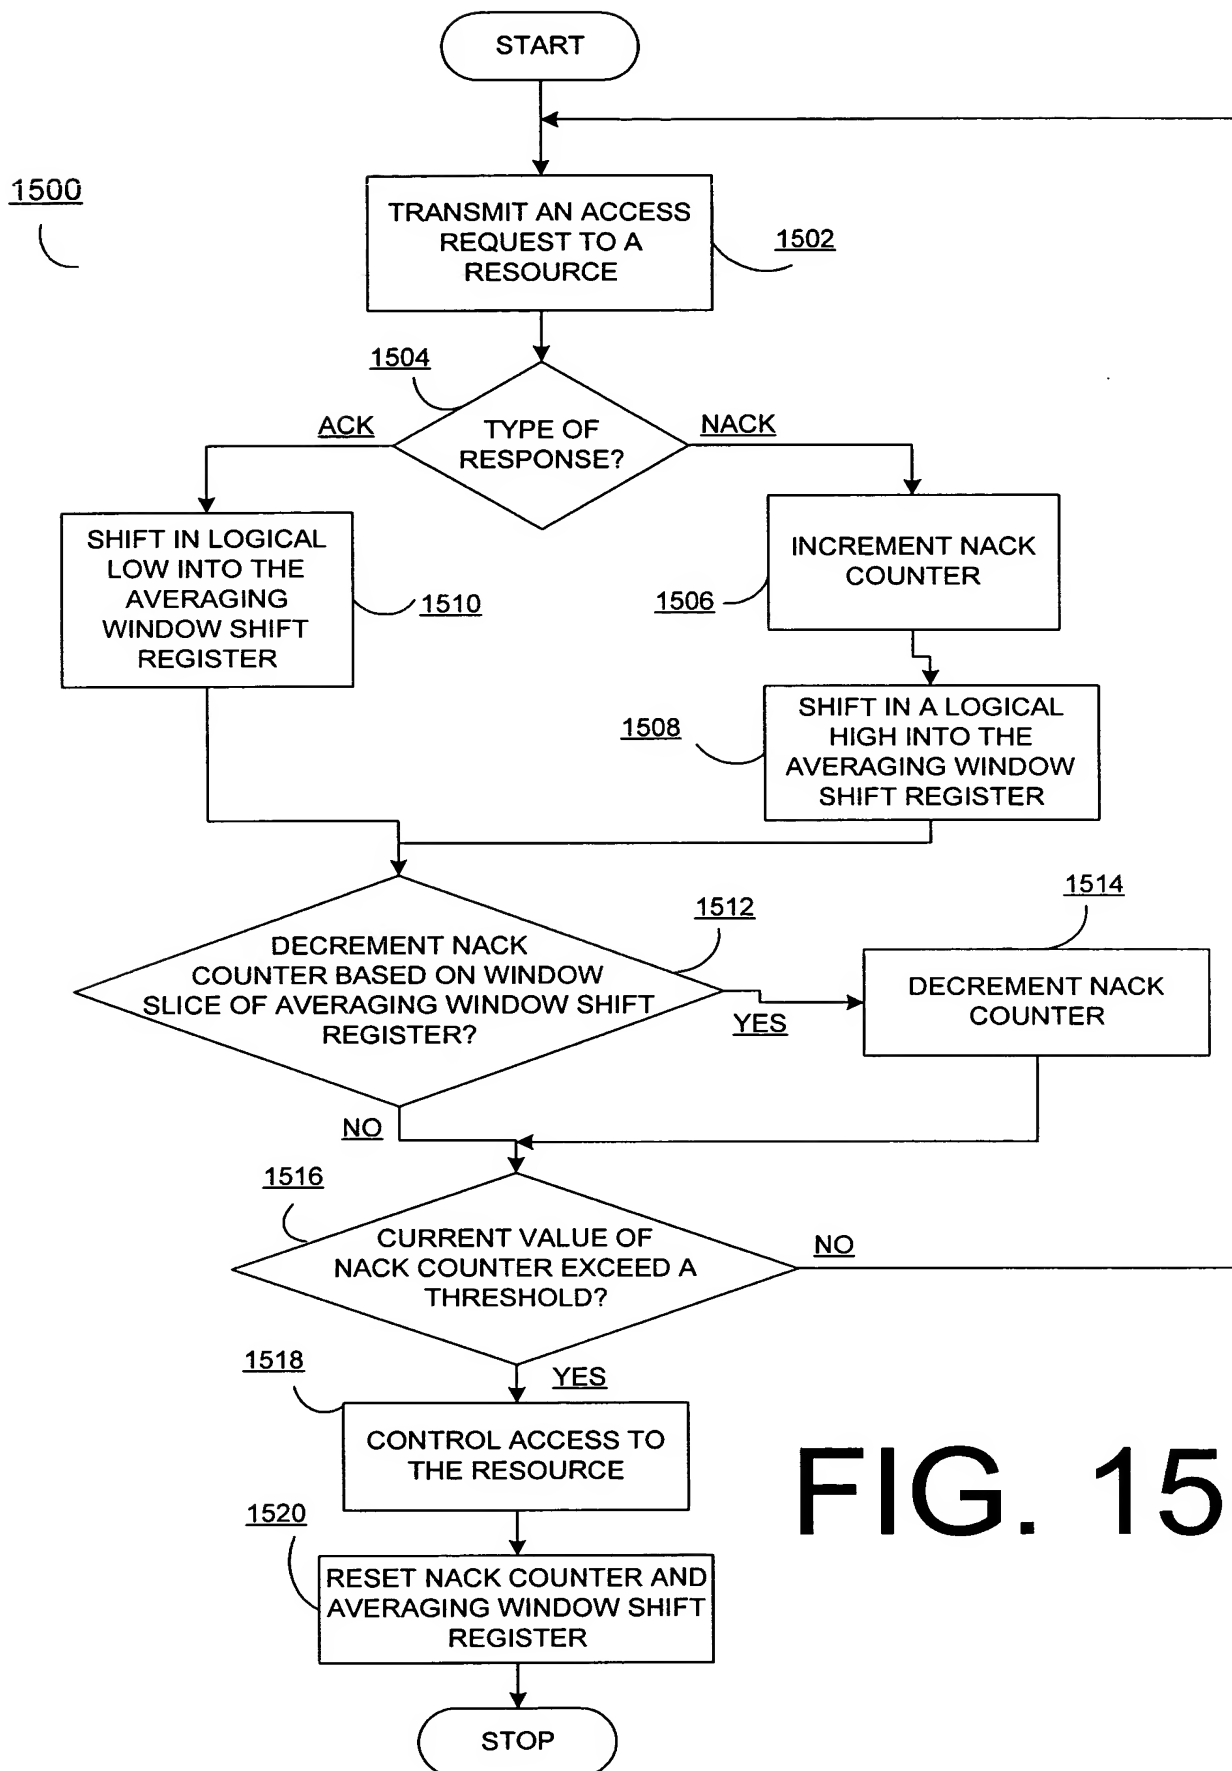 START
1500
TRANSMIT AN ACCESS
REQUEST TO A
RESOURCE
1502
1504
ACK
TYPE OF
RESPONSE?
NACK
SHIFT IN LOGICAL
LOW INTO THE
AVERAGING
WINDOW SHIFT
REGISTER
1510
INCREMENT NACK
COUNTER
1506
SHIFT IN A LOGICAL
HIGH INTO THE
AVERAGING WINDOW
SHIFT REGISTER
1508
DECREMENT NACK
COUNTER BASED ON WINDOW
SLICE OF AVERAGING WINDOW SHIFT
REGISTER?
1512
YES
1514
DECREMENT NACK
COUNTER
NO
1516
CURRENT VALUE OF
NACK COUNTER EXCEED A
THRESHOLD?
NO
YES
1518
CONTROL ACCESS TO
THE RESOURCE
1520
RESET NACK COUNTER AND
AVERAGING WINDOW SHIFT
REGISTER
STOP
FIG. 15